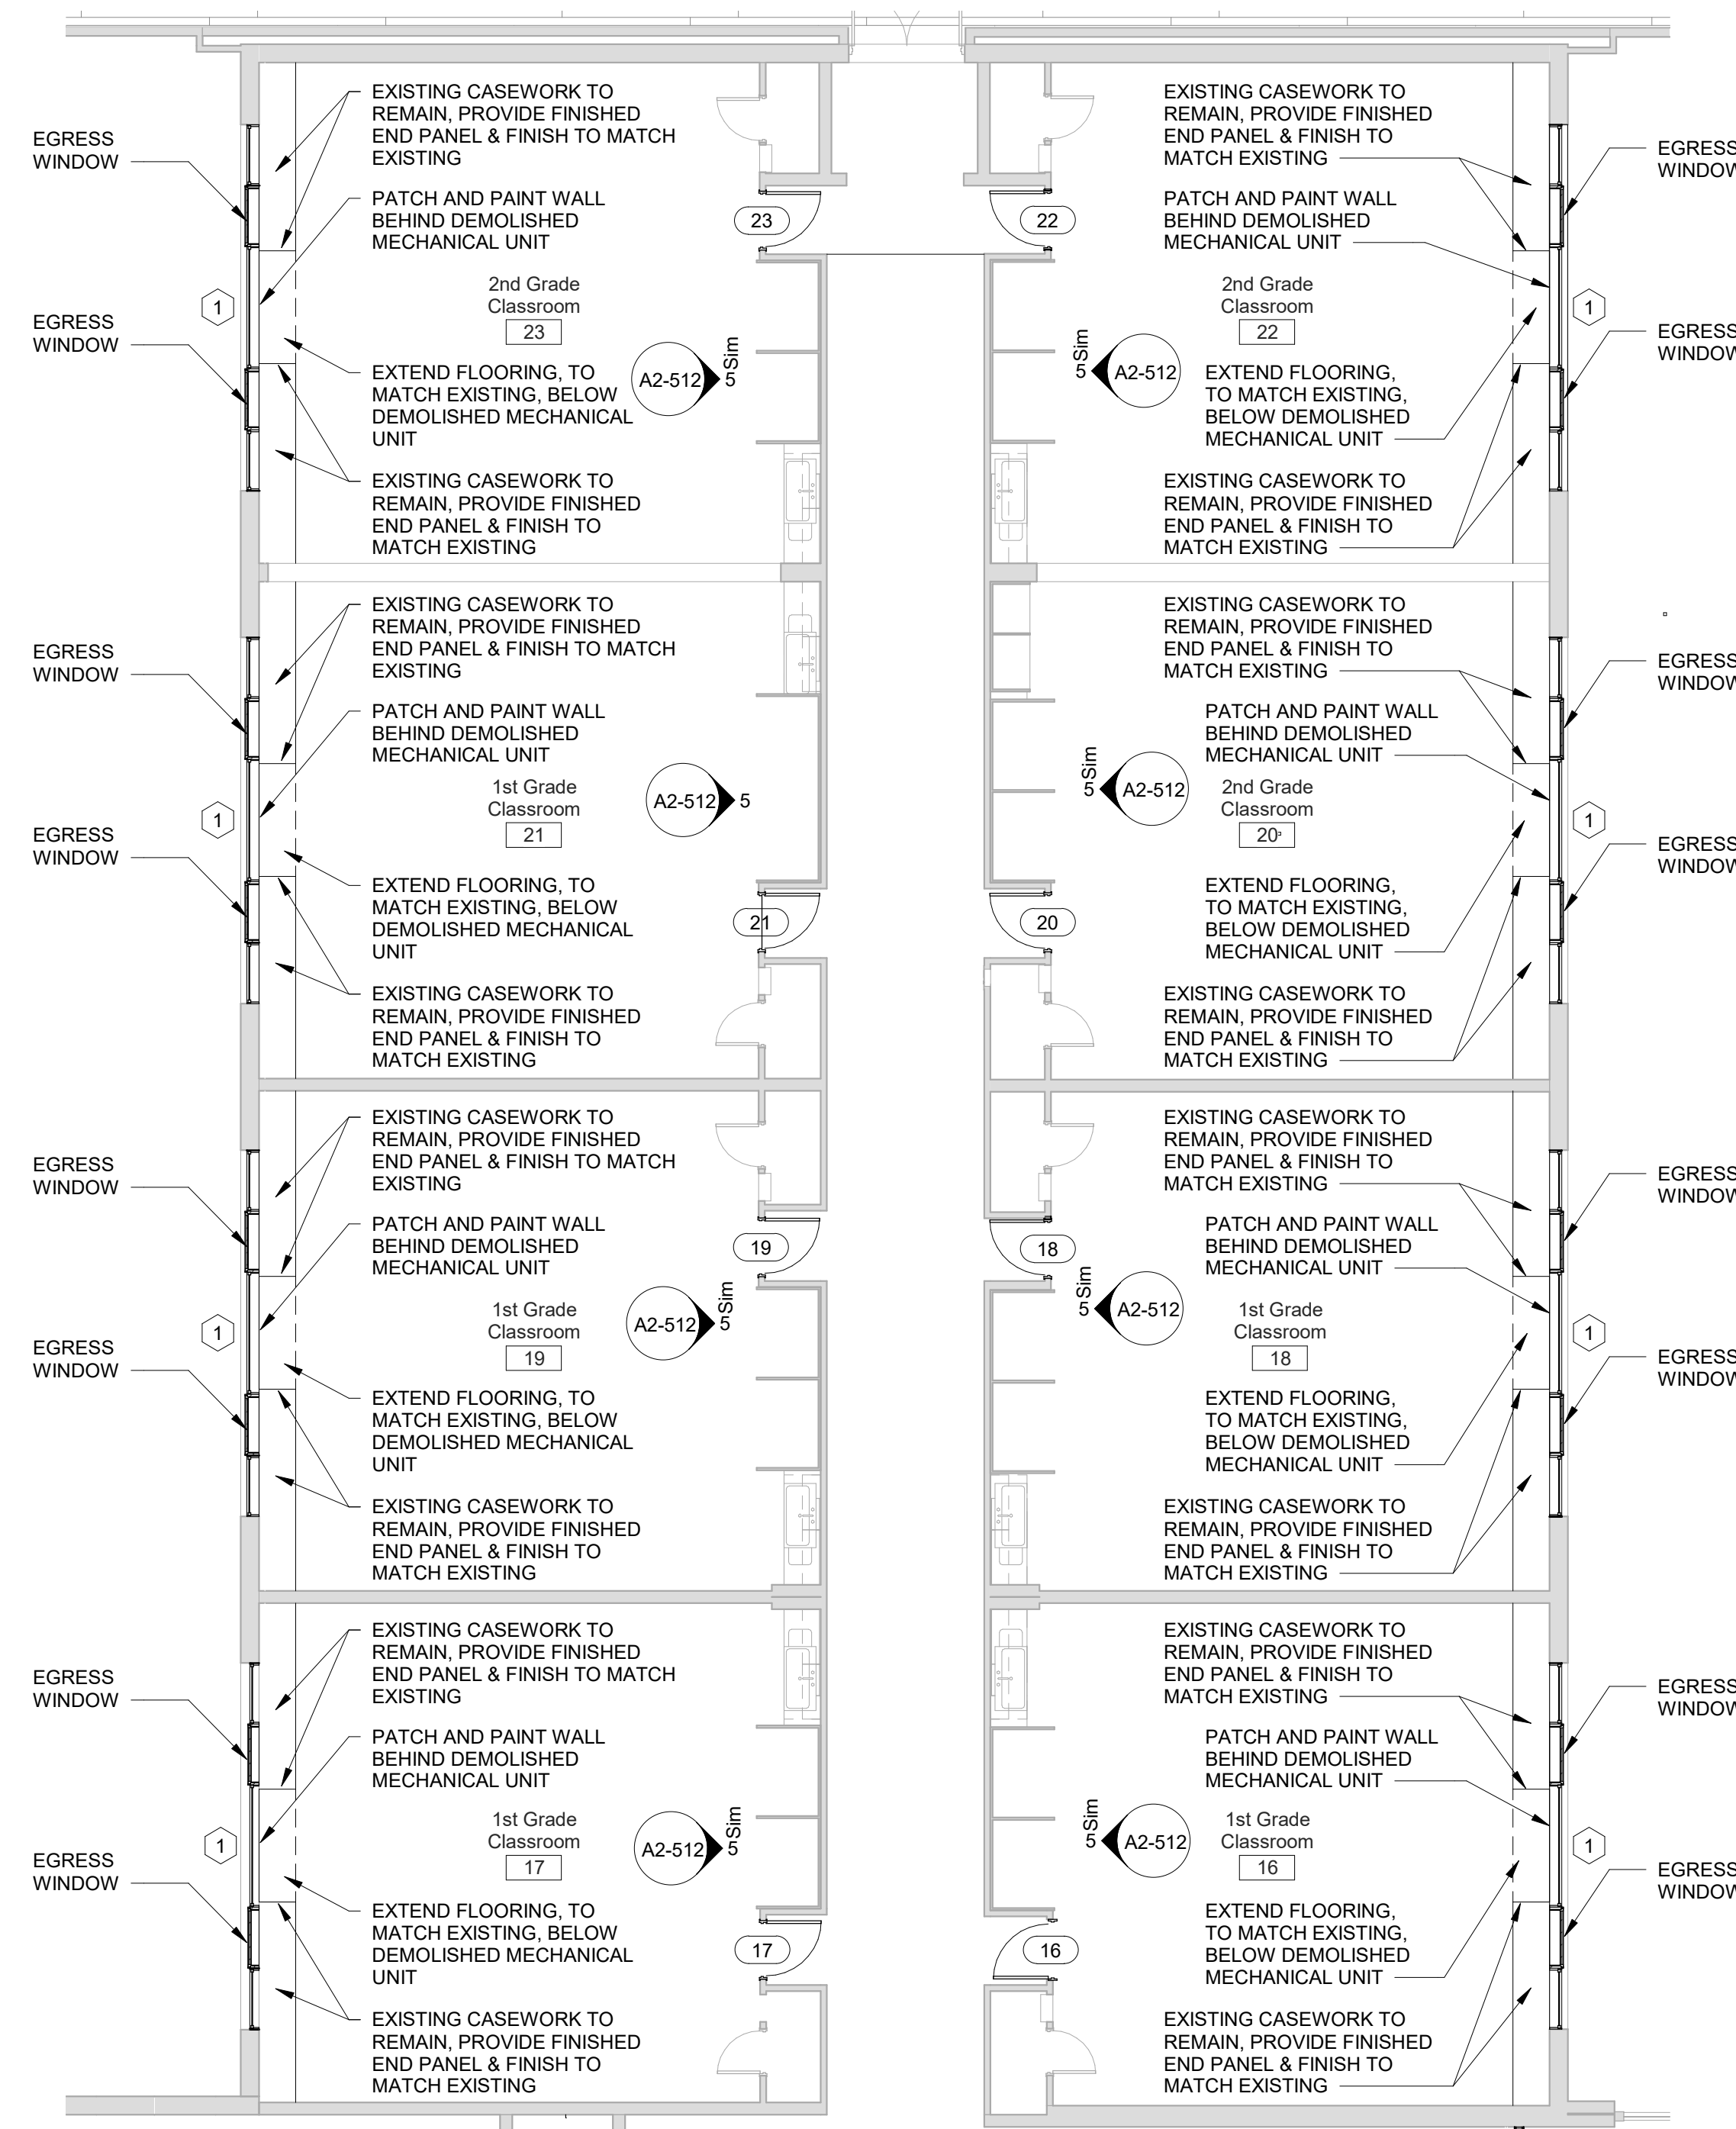 EGRESS
WINDOW
EXISTING CASEWORK TO
REMAIN, PROVIDE FINISHED
END PANEL & FINISH TO MATCH
EXISTING
PATCH AND PAINT WALL
BEHIND DEMOLISHED
MECHANICAL UNIT
23
2nd Grade
Classroom
23
1
EGRESS
WINDOW
A2-512
5
Sim
EXTEND FLOORING, TO
MATCH EXISTING, BELOW
DEMOLISHED MECHANICAL
UNIT
EXISTING CASEWORK TO
REMAIN, PROVIDE FINISHED
END PANEL & FINISH TO
MATCH EXISTING
EXISTING CASEWORK TO
REMAIN, PROVIDE FINISHED
END PANEL & FINISH TO
MATCH EXISTING
EGRESS
WINDOW
22
PATCH AND PAINT WALL
BEHIND DEMOLISHED
MECHANICAL UNIT
2nd Grade
Classroom
22
1
EGRESS
WINDOW
5
Sim
A2-512
EXTEND FLOORING,
TO MATCH EXISTING,
BELOW DEMOLISHED
MECHANICAL UNIT
EXISTING CASEWORK TO
REMAIN, PROVIDE FINISHED
END PANEL & FINISH TO
MATCH EXISTING
EGRESS
WINDOW
EXISTING CASEWORK TO
REMAIN, PROVIDE FINISHED
END PANEL & FINISH TO MATCH
EXISTING
PATCH AND PAINT WALL
BEHIND DEMOLISHED
MECHANICAL UNIT
1st Grade
Classroom
21
1
A2-512
5
EGRESS
WINDOW
EXTEND FLOORING, TO
MATCH EXISTING, BELOW
DEMOLISHED MECHANICAL
UNIT
21
EXISTING CASEWORK TO
REMAIN, PROVIDE FINISHED
END PANEL & FINISH TO
MATCH EXISTING
EXISTING CASEWORK TO
REMAIN, PROVIDE FINISHED
END PANEL & FINISH TO
MATCH EXISTING
EGRESS
WINDOW
PATCH AND PAINT WALL
BEHIND DEMOLISHED
MECHANICAL UNIT
5
Sim
A2-512
2nd Grade
Classroom
20
1
EGRESS
WINDOW
EXTEND FLOORING,
TO MATCH EXISTING,
BELOW DEMOLISHED
MECHANICAL UNIT
20
EXISTING CASEWORK TO
REMAIN, PROVIDE FINISHED
END PANEL & FINISH TO
MATCH EXISTING
EGRESS
WINDOW
EXISTING CASEWORK TO
REMAIN, PROVIDE FINISHED
END PANEL & FINISH TO MATCH
EXISTING
PATCH AND PAINT WALL
BEHIND DEMOLISHED
MECHANICAL UNIT
19
1st Grade
Classroom
19
1
A2-512
5
Sim
EGRESS
WINDOW
EXTEND FLOORING, TO
MATCH EXISTING, BELOW
DEMOLISHED MECHANICAL
UNIT
EXISTING CASEWORK TO
REMAIN, PROVIDE FINISHED
END PANEL & FINISH TO
MATCH EXISTING
EXISTING CASEWORK TO
REMAIN, PROVIDE FINISHED
END PANEL & FINISH TO
MATCH EXISTING
EGRESS
WINDOW
18
PATCH AND PAINT WALL
BEHIND DEMOLISHED
MECHANICAL UNIT
5
Sim
A2-512
1st Grade
Classroom
18
1
EGRESS
WINDOW
EXTEND FLOORING,
TO MATCH EXISTING,
BELOW DEMOLISHED
MECHANICAL UNIT
EXISTING CASEWORK TO
REMAIN, PROVIDE FINISHED
END PANEL & FINISH TO
MATCH EXISTING
EGRESS
WINDOW
EXISTING CASEWORK TO
REMAIN, PROVIDE FINISHED
END PANEL & FINISH TO MATCH
EXISTING
PATCH AND PAINT WALL
BEHIND DEMOLISHED
MECHANICAL UNIT
1st Grade
Classroom
17
1
A2-512
5
Sim
EGRESS
WINDOW
EXTEND FLOORING, TO
MATCH EXISTING, BELOW
DEMOLISHED MECHANICAL
UNIT
17
EXISTING CASEWORK TO
REMAIN, PROVIDE FINISHED
END PANEL & FINISH TO
MATCH EXISTING
EXISTING CASEWORK TO
REMAIN, PROVIDE FINISHED
END PANEL & FINISH TO
MATCH EXISTING
EGRESS
WINDOW
PATCH AND PAINT WALL
BEHIND DEMOLISHED
MECHANICAL UNIT
5
Sim
A2-512
1st Grade
Classroom
16
1
EGRESS
WINDOW
EXTEND FLOORING,
TO MATCH EXISTING,
BELOW DEMOLISHED
MECHANICAL UNIT
16
EXISTING CASEWORK TO
REMAIN, PROVIDE FINISHED
END PANEL & FINISH TO
MATCH EXISTING